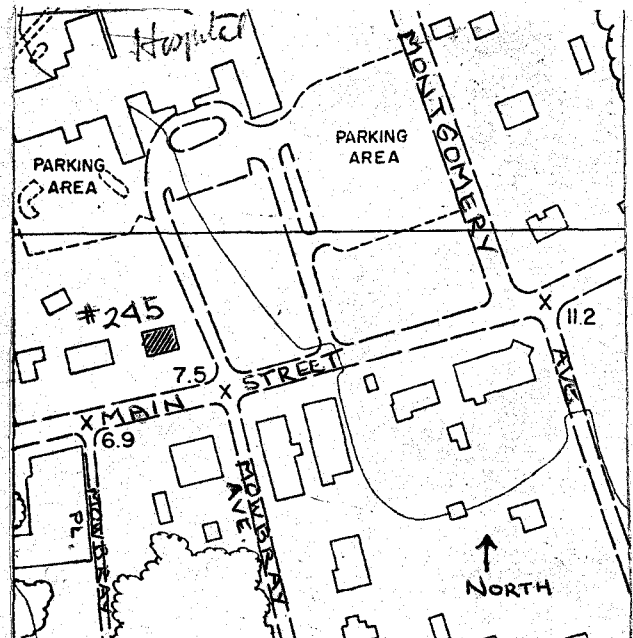 Hospital
MONTGOMERY
PARKING
AREA
PARKING
AREA
#245
11.2
7.5
STREET
AVE
MAIN
6.9
MOWBRAY
PL.
MOWBRAY
AVE.
NORTH